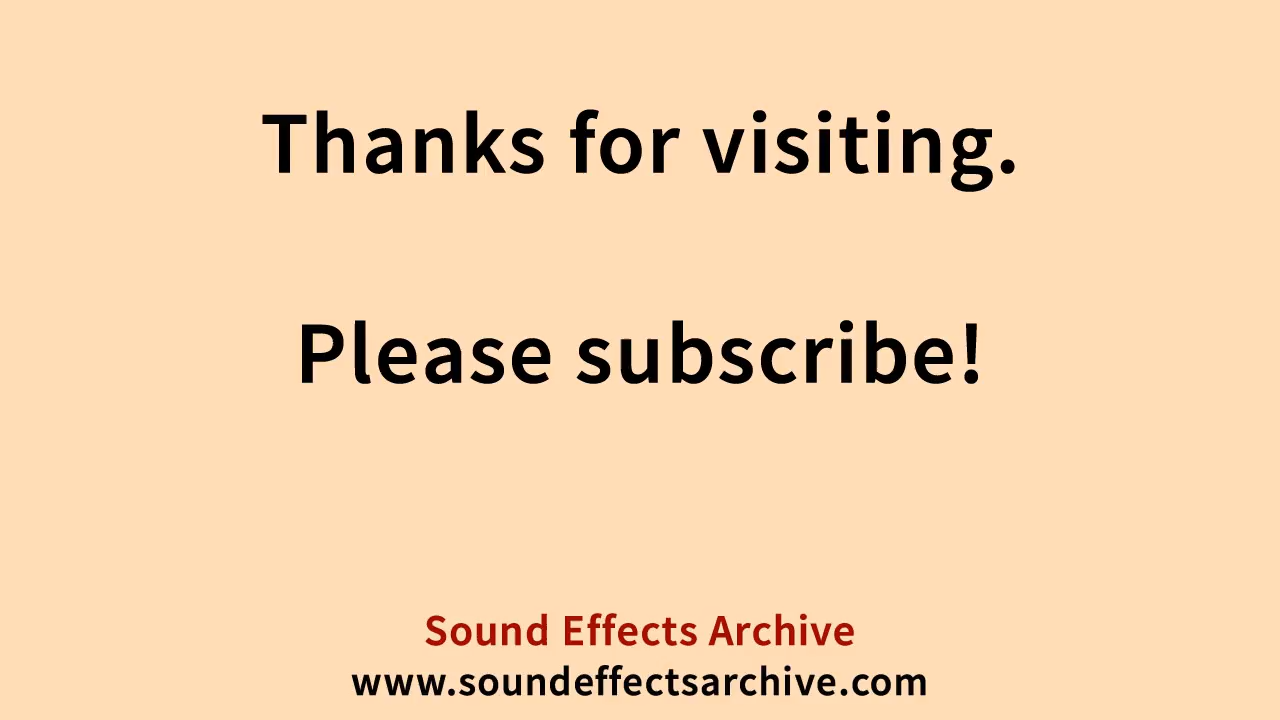 Thanks for visiting.
Please subscribe!
Sound Effects Archive
www.soundeffectsarchive.com